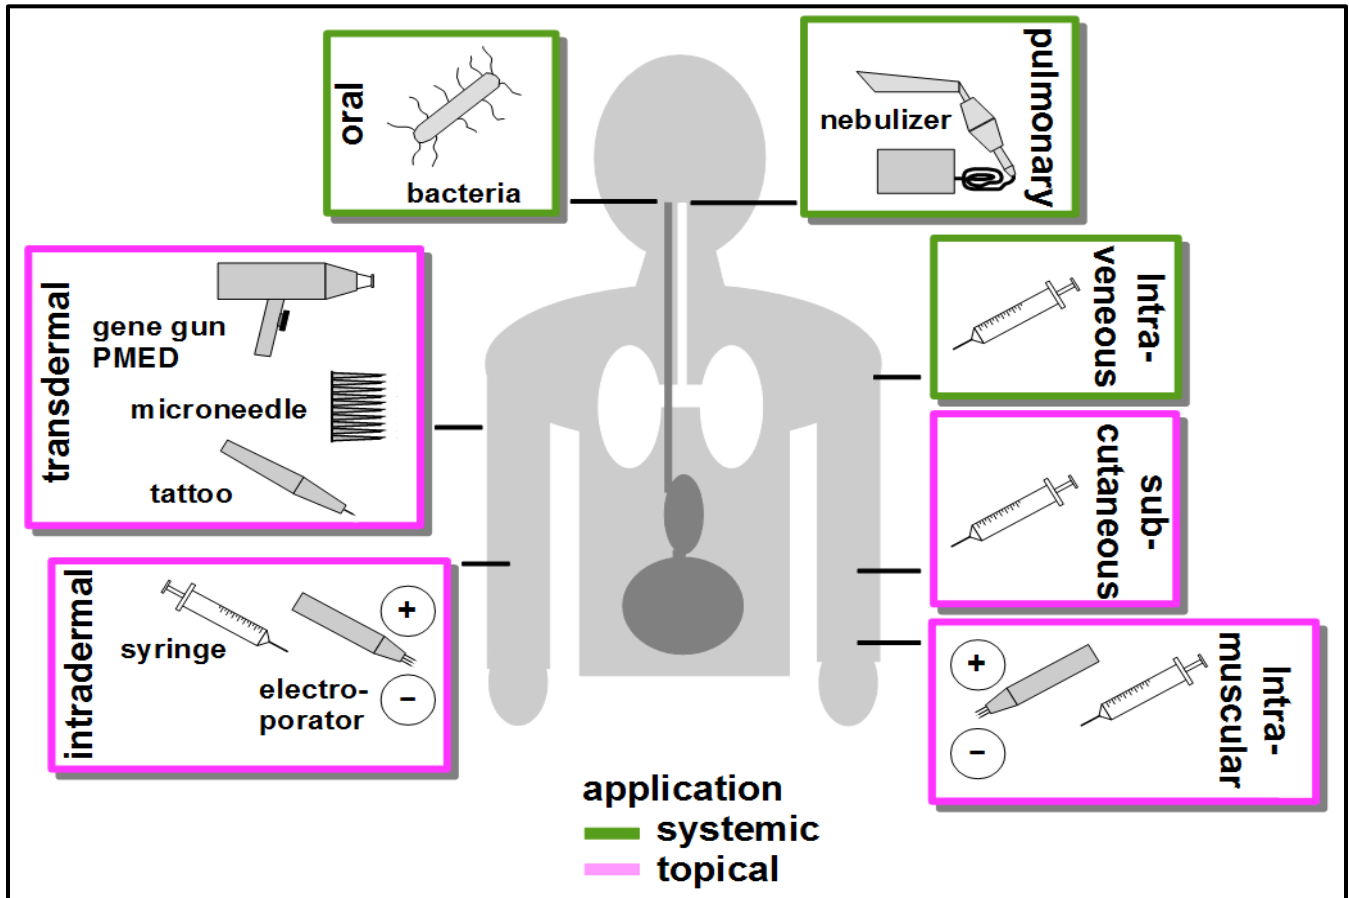 oral
bacteria
pulmonary
nebulizer
transdermal
gene gun
PMED
microneedle
tattoo
Intra-
veneous
sub-
cutaneous
intradermal
syringe
electro-
porator
+
−
Intra-
muscular
+
−
application
systemic
topical